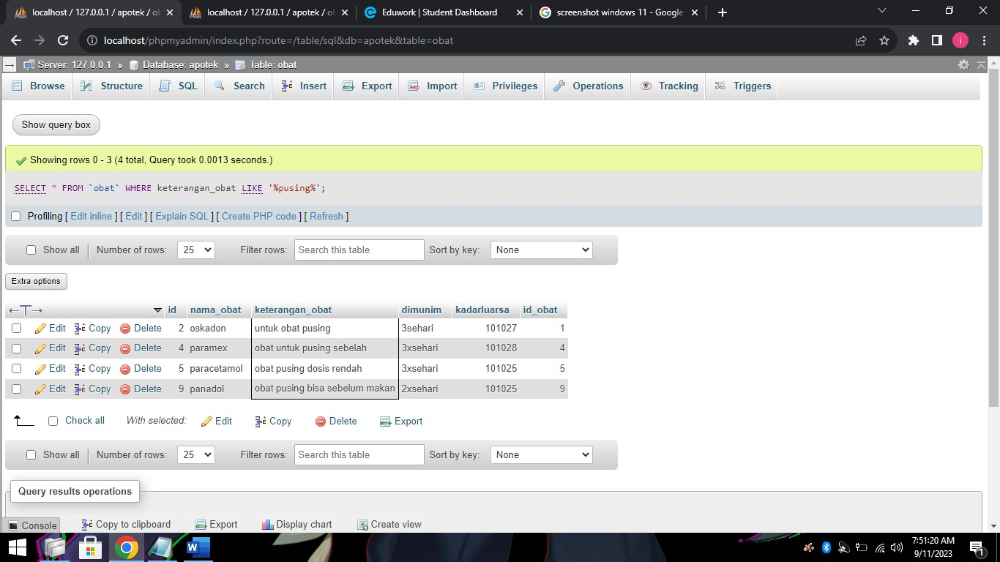 localhost / 127.0.0.1 / apotek / ob
localhost / 127.0.0.1 / apotek / ob
Eduwork | Student Dashboard
screenshot windows 11 - Google
localhost/phpmyadmin/index.php?route=/table/sql&db=apotek&table=obat
i
Server: 127.0.0.1 » Database: apotek » Table: obat
Browse Structure SQL Search Insert Export Import Privileges Operations Tracking Triggers
Show query box
Showing rows 0 - 3 (4 total, Query took 0.0013 seconds.)
SELECT * FROM `obat` WHERE keterangan_obat LIKE '%pusing%';
Profiling [ Edit inline ] [ Edit ] [ Explain SQL ] [ Create PHP code ] [ Refresh ]
Show all Number of rows: 25 Filter rows: Search this table Sort by key: None
Extra options
id nama_obat keterangan_obat dimunim kadarluarsa id_obat
Edit Copy Delete 2 oskadon untuk obat pusing 3sehari 101027 1
Edit Copy Delete 4 paramex obat untuk pusing sebelah 3xsehari 101028 4
Edit Copy Delete 5 paracetamol obat pusing dosis rendah 3xsehari 101025 5
Edit Copy Delete 9 panadol obat pusing bisa sebelum makan 2xsehari 101025 9
Check all With selected: Edit Copy Delete Export
Show all Number of rows: 25 Filter rows: Search this table Sort by key: None
Query results operations
Console Copy to clipboard Export Display chart Create view
7:51:20 AM
9/11/2023
1